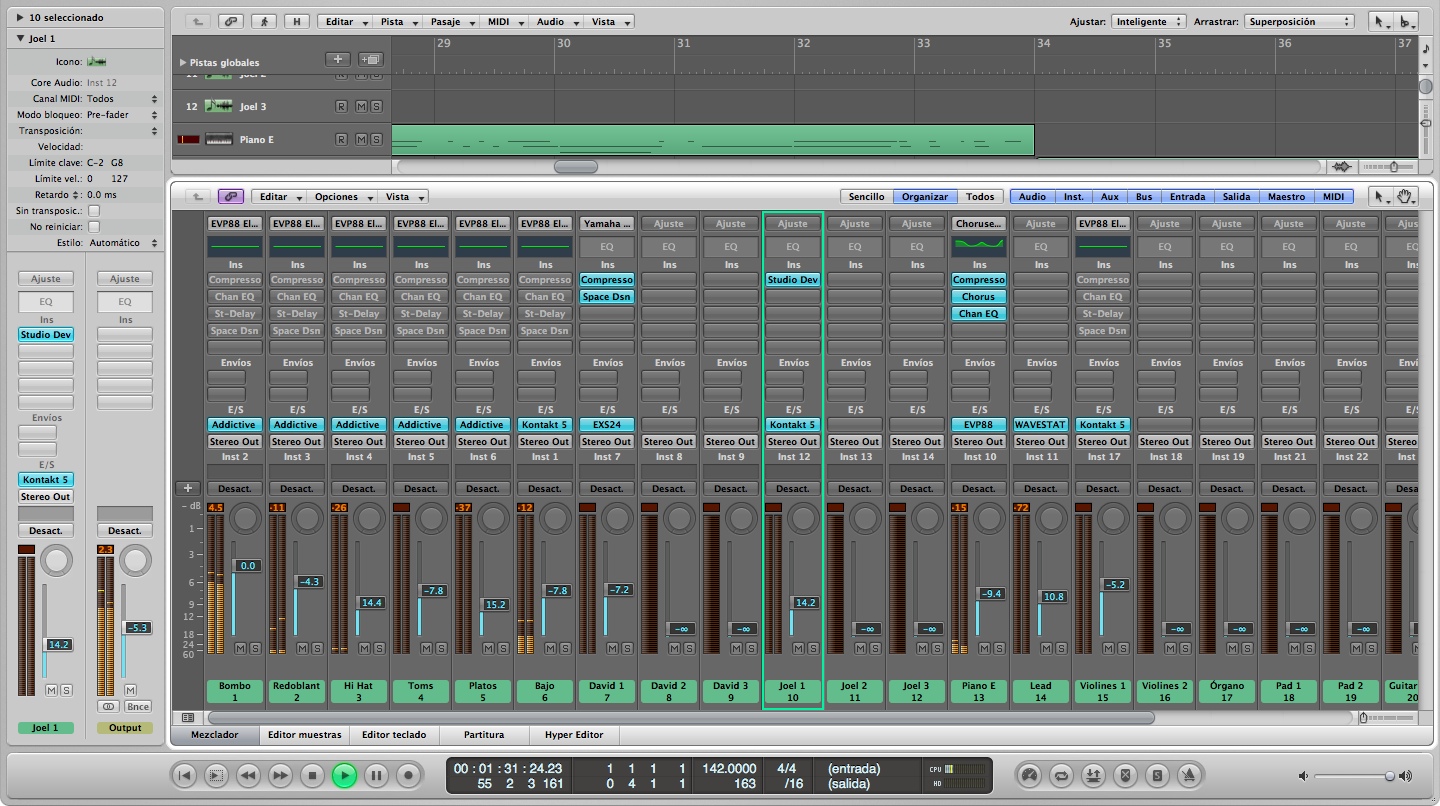 10 seleccionado
Joel 1
Icono:
Core Audio: Inst 12
Canal MIDI: Todos
Modo bloqueo: Pre-fader
Transposición:
Velocidad:
Límite clave: C-2 G8
Límite vel.: 0 127
Retardo : 0.0 ms
Sin transposic.:
No reiniciar:
Estilo: Automático
Ajuste Ajuste
EQ EQ
Ins Ins
Studio Dev
Envíos
E/S
Kontakt 5
Stereo Out
Desact. Desact.
2.3
14.2 -5.3
M S M
Bnce
Joel 1 Output
H Editar Pista Pasaje MIDI Audio Vista Ajustar: Inteligente Arrastrar: Superposición
29 30 31 32 33 34 35 36 37
Pistas globales
12 Joel 3 R M S
Piano E R M S
Editar Opciones Vista Sencillo Organizar Todos Audio Inst. Aux Bus Entrada Salida Maestro MIDI
EVP88 El... EVP88 El... EVP88 El... EVP88 El... EVP88 El... EVP88 El... Yamaha ... Ajuste Ajuste Ajuste Ajuste Ajuste Choruse... Ajuste EVP88 El... Ajuste Ajuste Ajuste Ajuste
EQ EQ EQ EQ EQ EQ EQ EQ EQ EQ EQ
Ins Ins Ins Ins Ins Ins Ins Ins Ins Ins Ins Ins Ins Ins Ins Ins Ins Ins Ins
Compresso Compresso Compresso Compresso Compresso Compresso Compresso Studio Dev Compresso Compresso
Chan EQ Chan EQ Chan EQ Chan EQ Chan EQ Chan EQ Space Dsn Chorus Chan EQ
St-Delay St-Delay St-Delay St-Delay St-Delay St-Delay Chan EQ St-Delay
Space Dsn Space Dsn Space Dsn Space Dsn Space Dsn Space Dsn Space Dsn
Envíos Envíos Envíos Envíos Envíos Envíos Envíos Envíos Envíos Envíos Envíos Envíos Envíos Envíos Envíos Envíos Envíos Envíos Envíos
E/S E/S E/S E/S E/S E/S E/S E/S E/S E/S E/S E/S E/S E/S E/S E/S E/S E/S E/S
Addictive Addictive Addictive Addictive Addictive Kontakt 5 EXS24 Kontakt 5 EVP88 WAVESTAT Kontakt 5
Stereo Out Stereo Out Stereo Out Stereo Out Stereo Out Stereo Out Stereo Out Stereo Out Stereo Out Stereo Out Stereo Out Stereo Out Stereo Out Stereo Out Stereo Out Stereo Out Stereo Out Stereo Out Stereo Out
Inst 2 Inst 3 Inst 4 Inst 5 Inst 6 Inst 1 Inst 7 Inst 8 Inst 9 Inst 12 Inst 13 Inst 14 Inst 10 Inst 11 Inst 17 Inst 18 Inst 19 Inst 21 Inst 22
Desact. Desact. Desact. Desact. Desact. Desact. Desact. Desact. Desact. Desact. Desact. Desact. Desact. Desact. Desact. Desact. Desact. Desact. Desact.
dB 4.5 -11 -26 -37 -12 -15 -72
1
3
6
9
12
18
24
60
0.0 -4.3 14.4 -7.8 15.2 -7.8 -7.2 -∞ -∞ 14.2 -∞ -∞ -9.4 10.8 -5.2 -∞ -∞ -∞ -∞
M S M S M S M S M S M S M S M S M S M S M S M S M S M S M S M S M S M S M S
Bombo Redoblant Hi Hat Toms Platos Bajo David 1 David 2 David 3 Joel 1 Joel 2 Joel 3 Piano E Lead Violines 1 Violines 2 Órgano Pad 1 Pad 2 Guitar
1 2 3 4 5 6 7 8 9 10 11 12 13 14 15 16 17 18 19 20
Mezclador Editor muestras Editor teclado Partitura Hyper Editor
00 : 01 : 31 : 24.23 1 1 1 1 142.0000 4/4 (entrada) CPU
55 2 3 161 0 4 1 1 163 /16 (salida) HD